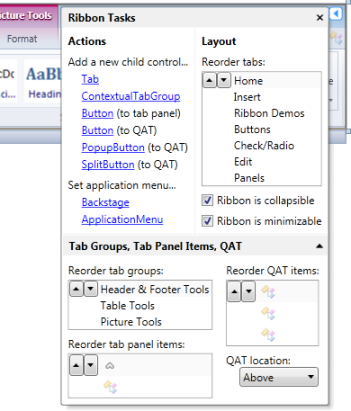 cture Tools
Ribbon Tasks
Format
Actions
Layout
Add a new child control...
Reorder tabs:
Tab
Home
ContextualTabGroup
Insert
Button (to tab panel)
Ribbon Demos
Button (to QAT)
Buttons
PopupButton (to QAT)
Check/Radio
SplitButton (to QAT)
Edit
Panels
Set application menu...
Ribbon is collapsible
Backstage
Ribbon is minimizable
ApplicationMenu
AaBl
Headin
Tab Groups, Tab Panel Items, QAT
Reorder tab groups:
Reorder QAT items:
Header & Footer Tools
Table Tools
Picture Tools
Reorder tab panel items:
QAT location:
Above